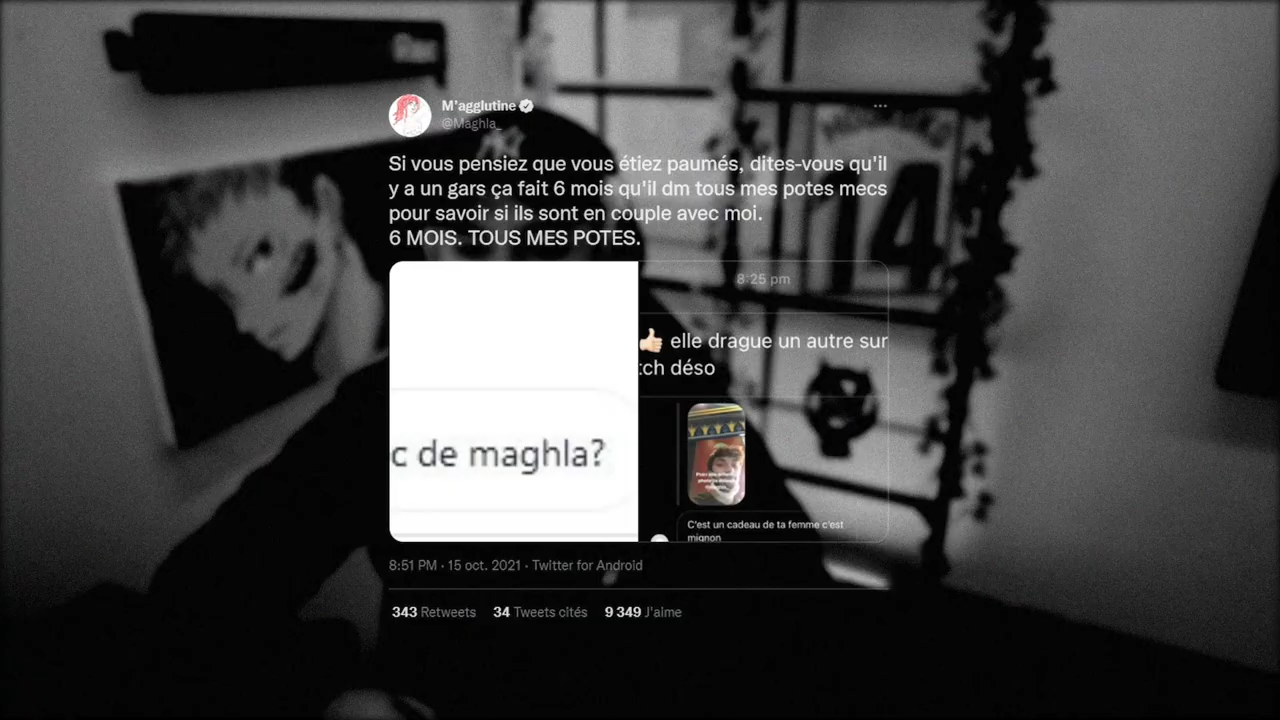 M'agglutine
@Maghla_
Si vous pensiez que vous étiez paumés, dites-vous qu'il
y a un gars ça fait 6 mois qu'il dm tous mes potes mecs
pour savoir si ils sont en couple avec moi.
6 MOIS. TOUS MES POTES.
8:25 pm
👍🏻 elle drague un autre sur
tch déso
c de maghla?
C'est un cadeau de ta femme c'est
mignon
8:51 PM · 15 oct. 2021 · Twitter for Android
343 Retweets 34 Tweets cités 9 349 J'aime
14